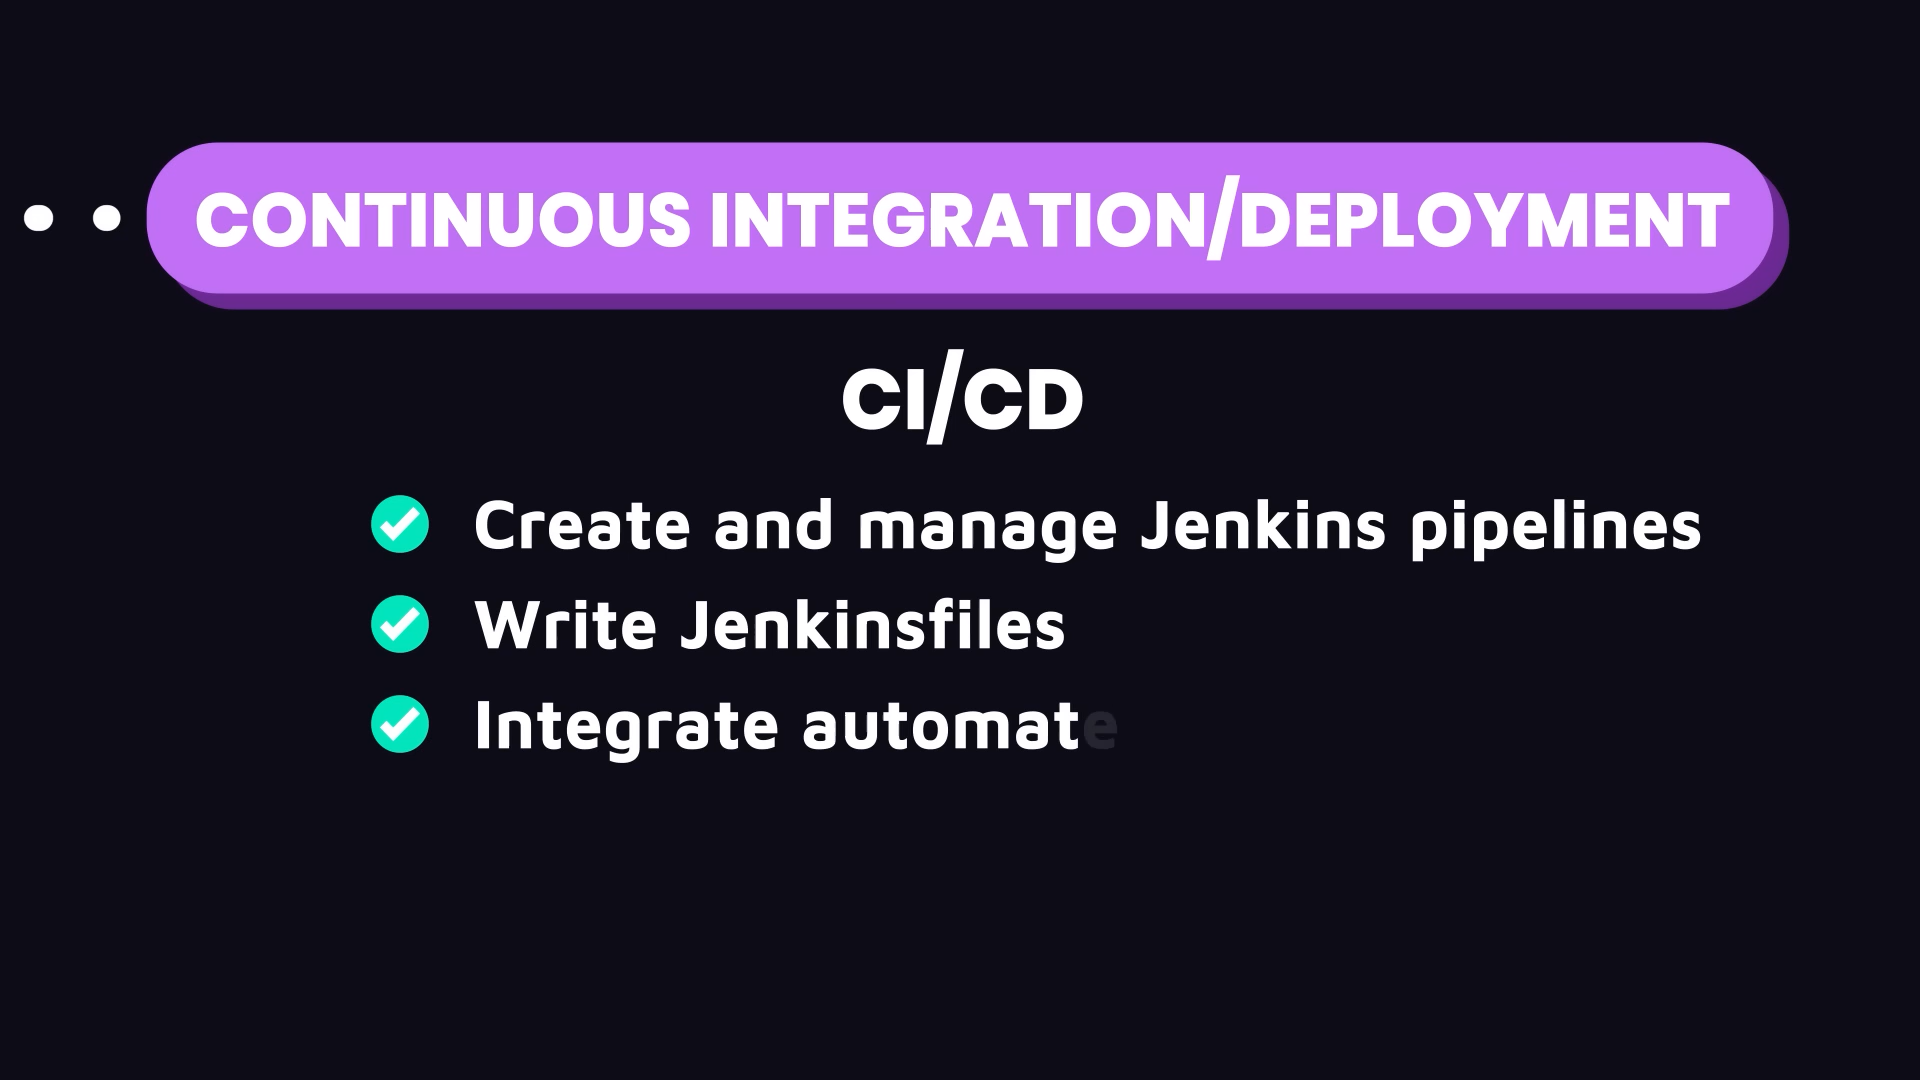 CONTINUOUS INTEGRATION/DEPLOYMENT
CI/CD
Create and manage Jenkins pipelines
Write Jenkinsfiles
Integrate automate